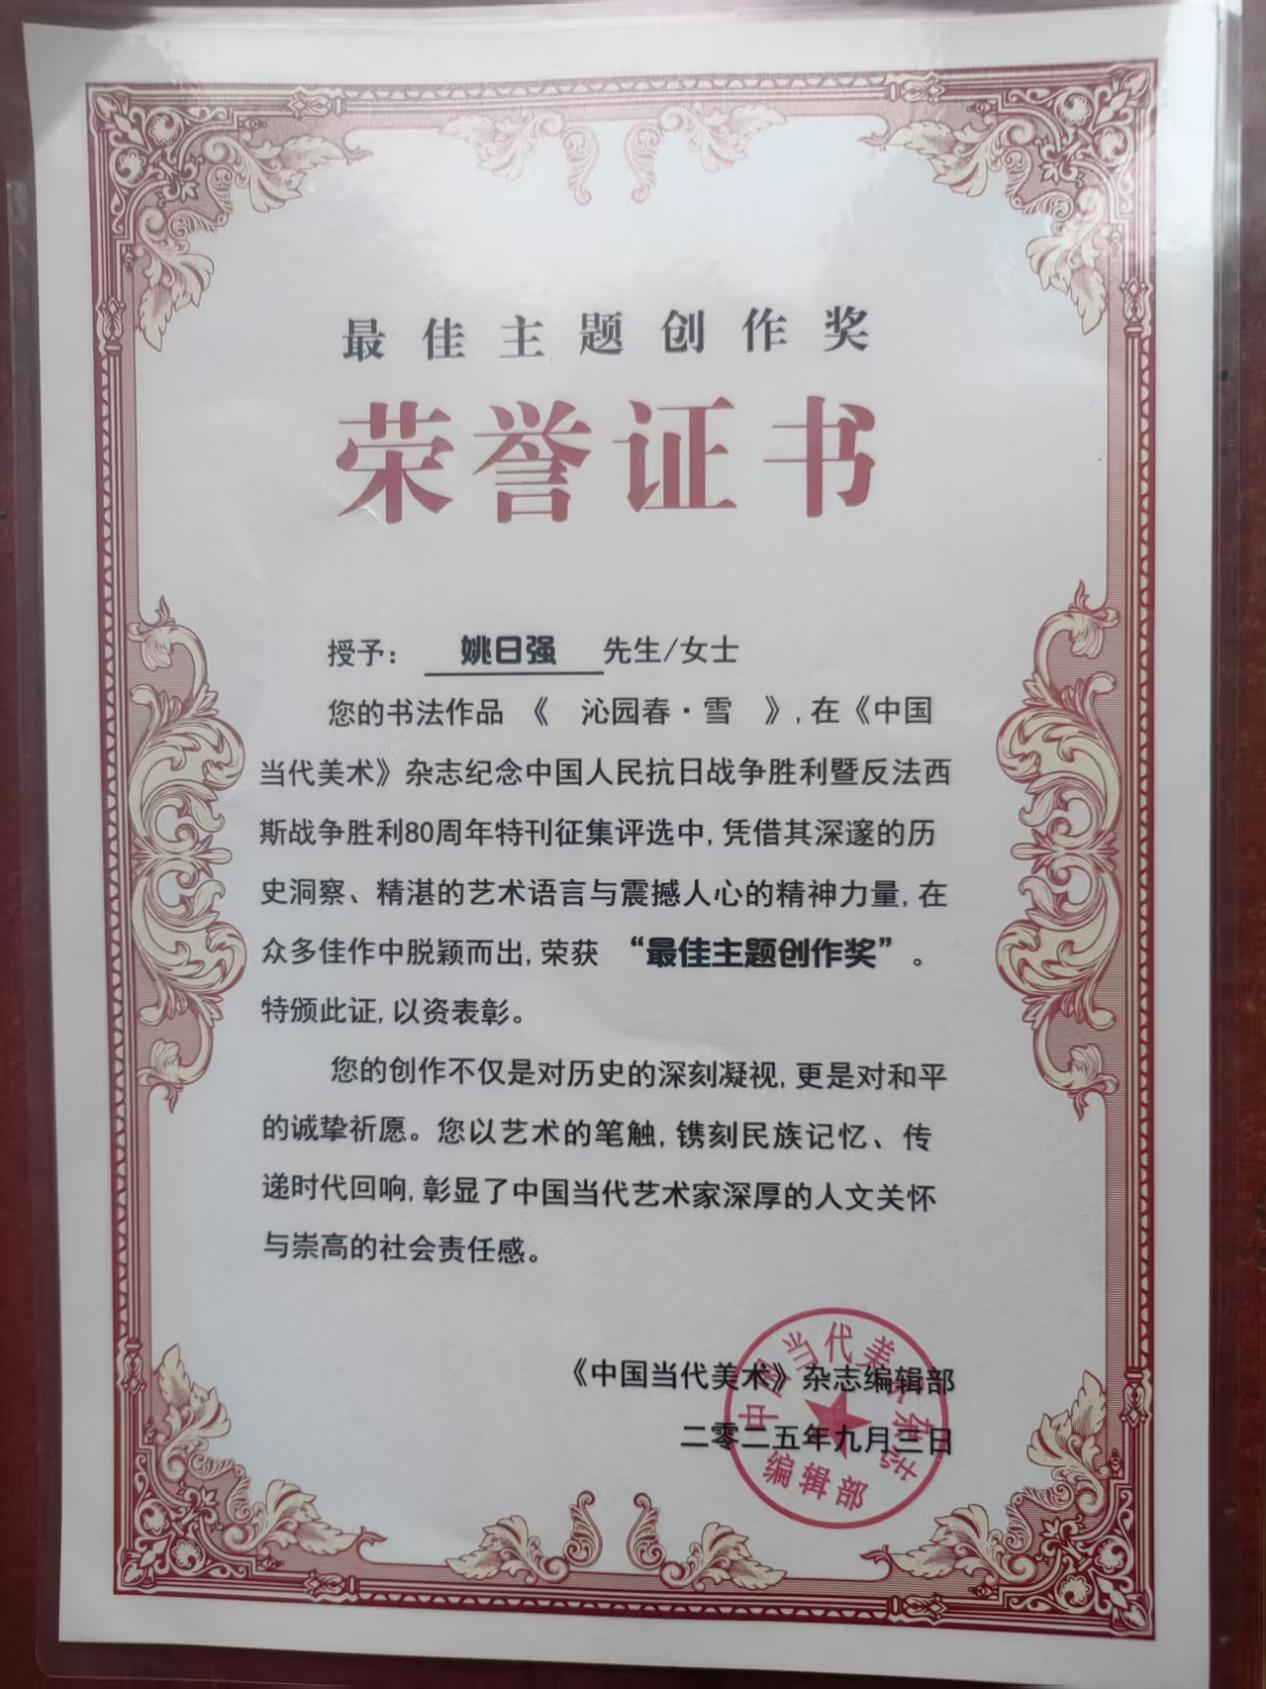 最佳主题创作奖
荣誉证书
授予： 姚日强 先生/女士
您的书法作品 《 沁园春·雪 》，在《中国
当代美术》杂志纪念中国人民抗日战争胜利暨反法西
斯战争胜利80周年特刊征集评选中，凭借其深邃的历
史洞察、精湛的艺术语言与震撼人心的精神力量，在
众多佳作中脱颖而出，荣获 “最佳主题创作奖”。
特颁此证，以资表彰。
您的创作不仅是对历史的深刻凝视，更是对和平
的诚挚祈愿。您以艺术的笔触，镌刻民族记忆、传
递时代回响，彰显了中国当代艺术家深厚的人文关怀
与崇高的社会责任感。
《中国当代美术》杂志编辑部
二零二五年九月三日
中国当代美术杂志
编辑部